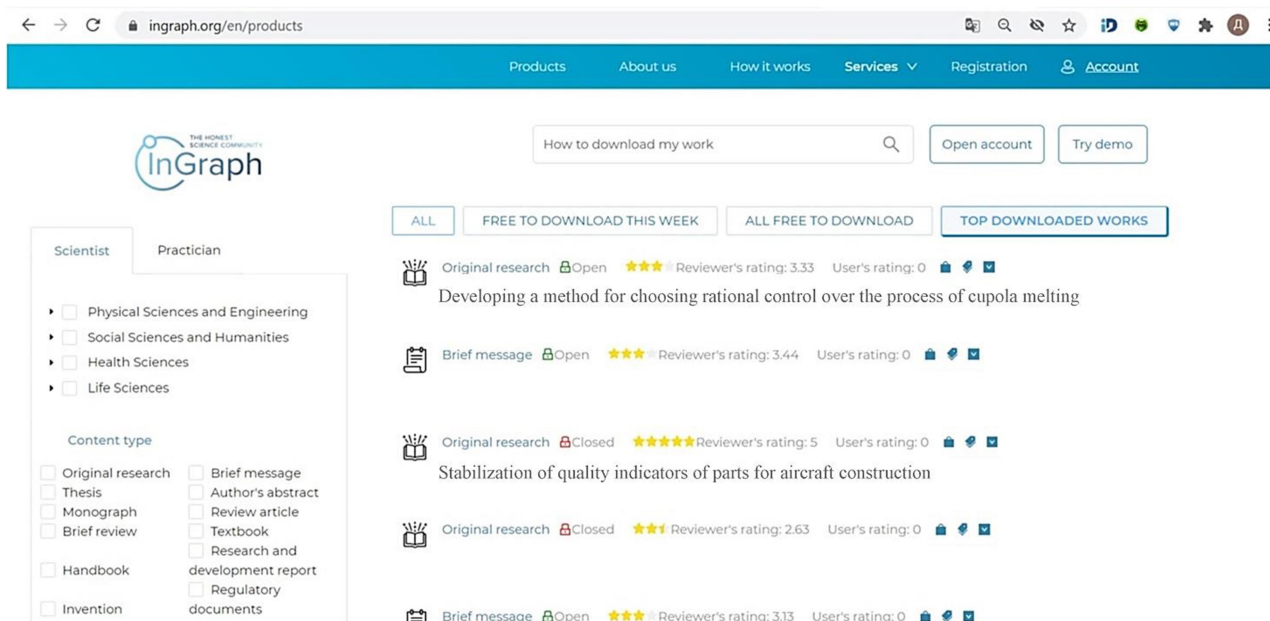 ingraph.org/en/products
Products About us How it works Services Registration Account
THE HONEST
SCIENCE COMMUNITY
InGraph
How to download my work
Open account
Try demo
ALL FREE TO DOWNLOAD THIS WEEK ALL FREE TO DOWNLOAD TOP DOWNLOADED WORKS
Scientist Practician
Physical Sciences and Engineering
Social Sciences and Humanities
Health Sciences
Life Sciences
Content type
Original research Brief message
Thesis Author's abstract
Monograph Review article
Brief review Textbook
Research and
Handbook development report
Regulatory
Invention documents
Original research Open Reviewer's rating: 3.33 User's rating: 0
Developing a method for choosing rational control over the process of cupola melting
Brief message Open Reviewer's rating: 3.44 User's rating: 0
Original research Closed Reviewer's rating: 5 User's rating: 0
Stabilization of quality indicators of parts for aircraft construction
Original research Closed Reviewer's rating: 2.63 User's rating: 0
Brief message Open Reviewer's rating: 3.13 User's rating: 0